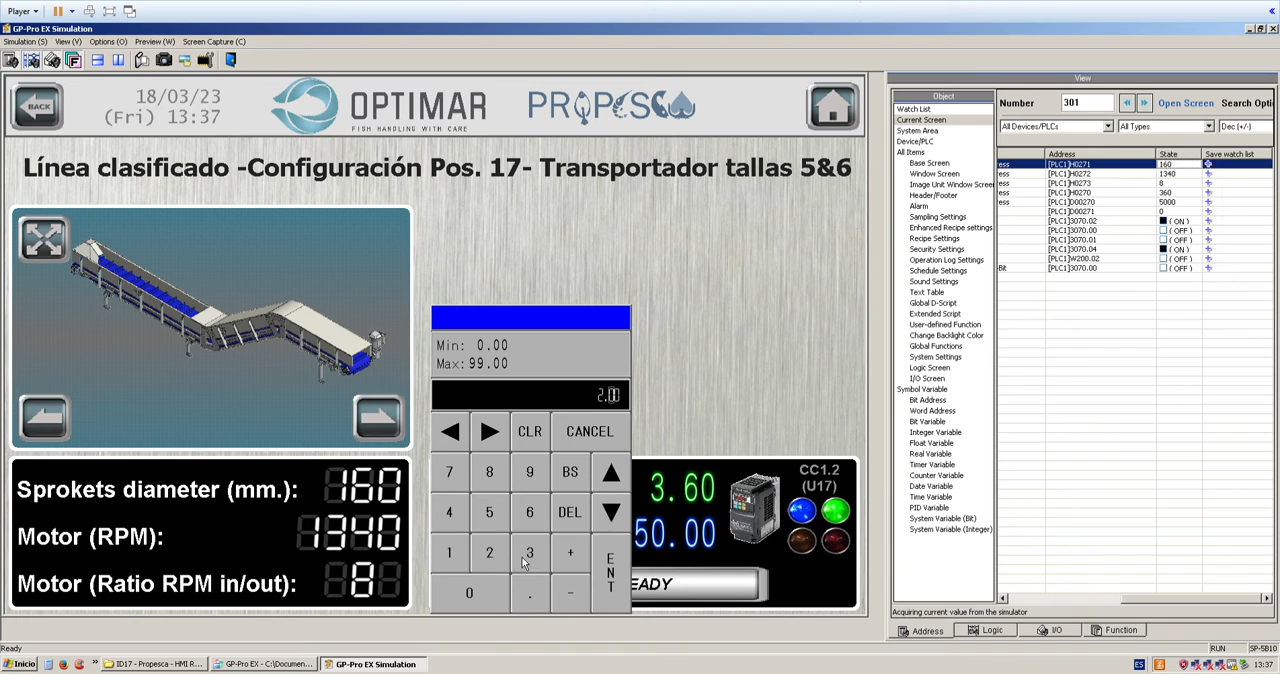 Player
GP-Pro EX Simulation
Simulation (S) View (V) Options (O) Preview (W) Screen Capture (C)
BACK
18/03/23
(Fri) 13:37
OPTIMAR
FISH HANDLING WITH CARE
PROPESCA
Línea clasificado -Configuración Pos. 17- Transportador tallas 5&6
Sprokets diameter (mm.): 160
Motor (RPM): 1340
Motor (Ratio RPM in/out): 8
Min: 0.00
Max: 99.00
2.0
CLR CANCEL
7 8 9 BS
4 5 6 DEL
1 2 3 + ENT
0 . -
3.60
50.00
CC1.2
(U17)
EADY
View
Object
Watch List
Current Screen
System Area
Device/PLC
All Items
Base Screen
Window Screen
Image Unit Window Screen
Header/Footer
Alarm
Sampling Settings
Enhanced Recipe settings
Recipe Settings
Security Settings
Operation Log Settings
Schedule Settings
Sound Settings
Text Table
Global D-Script
Extended Script
User-defined Function
Change Backlight Color
Global Functions
System Settings
Logic Screen
I/O Screen
Symbol Variable
Bit Address
Word Address
Bit Variable
Integer Variable
Float Variable
Real Variable
Timer Variable
Counter Variable
Date Variable
Time Variable
PID Variable
System Variable (Bit)
System Variable (Integer)
Number 301 Open Screen Search Opti
All Devices/PLCs All Types Dec (+/-)
Address State Save watch list
ess [PLC1]H0271 160
ess [PLC1]H0272 1340
ess [PLC1]H0273 8
ess [PLC1]H0270 360
ess [PLC1]D00270 5000
[PLC1]D00271 0
[PLC1]3070.02 ( ON )
[PLC1]3070.00 ( OFF )
[PLC1]3070.01 ( OFF )
[PLC1]3070.04 ( ON )
[PLC1]W200.02 ( OFF )
Bit [PLC1]3070.00 ( OFF )
Acquiring current value from the simulator
Address Logic I/O Function
Ready RUN SP-5B10
Inicio ID17 - Propesca - HMI R... GP-Pro EX - C:\Documen... GP-Pro EX Simulation ES 13:37